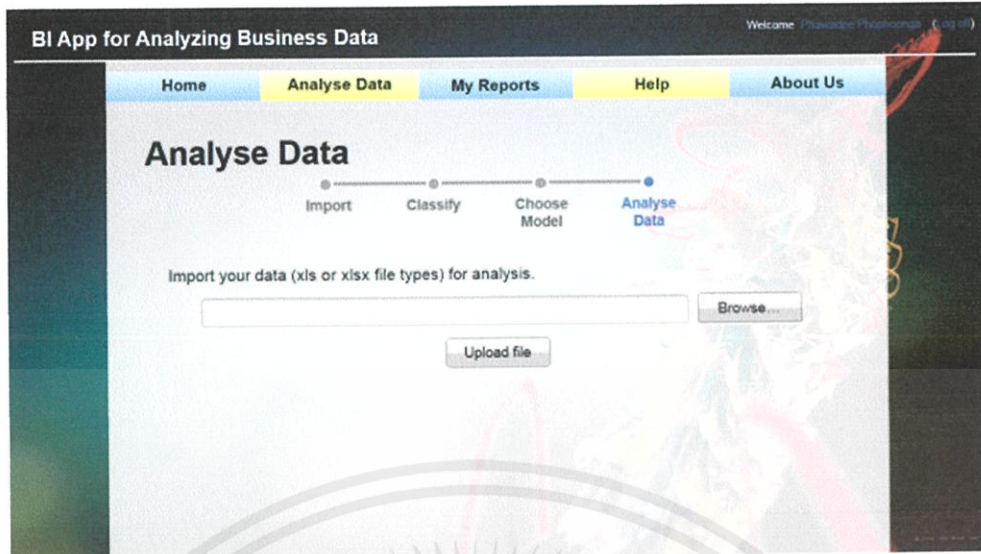 BI App for Analyzing Business Data
Welcome
Home Analyse Data My Reports Help About Us
Analyse Data
Import Classify Choose Model Analyse Data
Import your data (xls or xlsx file types) for analysis.
Browse...
Upload file